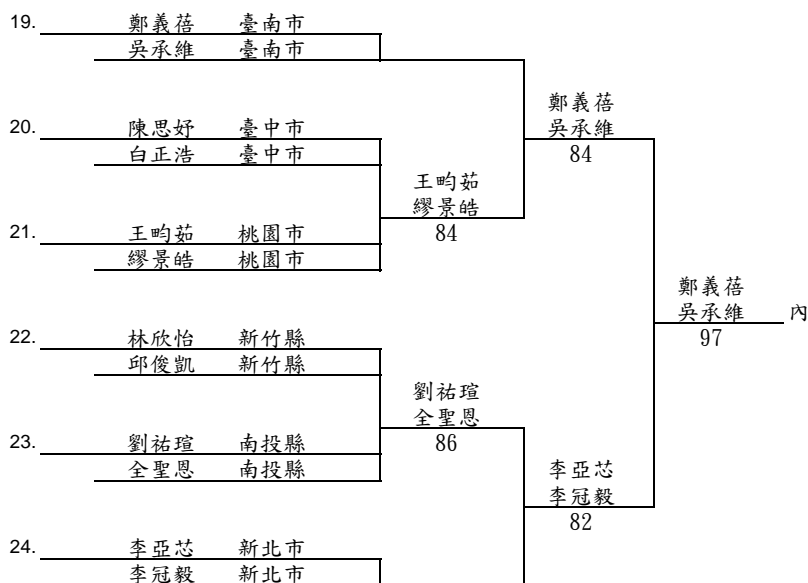 19. 鄭義蓓 臺南市
吳承維 臺南市
鄭義蓓
吳承維
84
20. 陳思妤 臺中市
白正浩 臺中市
王畇茹
繆景皓
84
21. 王畇茹 桃園市
繆景皓 桃園市
鄭義蓓
吳承維 內
97
22. 林欣怡 新竹縣
邱俊凱 新竹縣
劉祐瑄
全聖恩
86
23. 劉祐瑄 南投縣
全聖恩 南投縣
李亞芯
李冠毅
82
24. 李亞芯 新北市
李冠毅 新北市